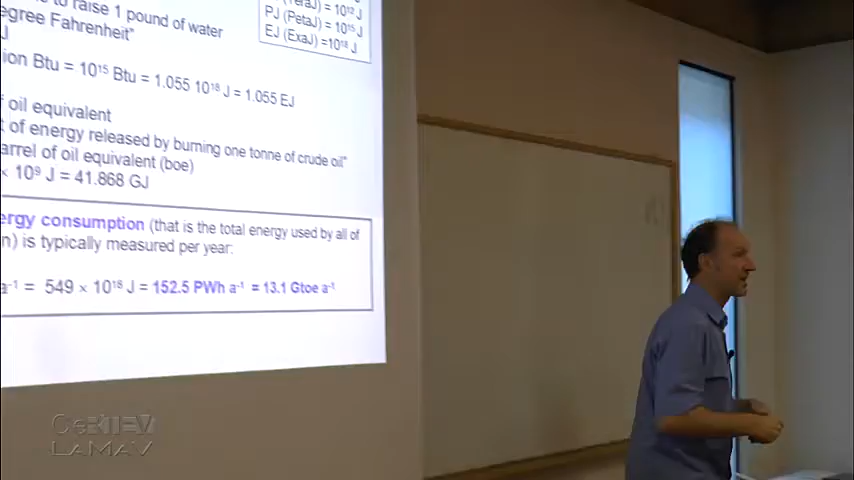 to raise 1 pound of water
egree Fahrenheit"
J
PJ (PetaJ) = 10¹⁵ J
EJ (ExaJ) =10¹⁸ J
ion Btu = 10¹⁵ Btu = 1.055 10¹⁸ J = 1.055 EJ
oil equivalent
t of energy released by burning one tonne of crude oil"
arrel of oil equivalent (boe)
× 10⁹ J = 41.868 GJ
ergy consumption (that is the total energy used by all of
n) is typically measured per year:
a⁻¹ = 549 × 10¹⁸ J = 152.5 PWh a⁻¹ = 13.1 Gtoe a⁻¹
CeRTEV
LAMAV